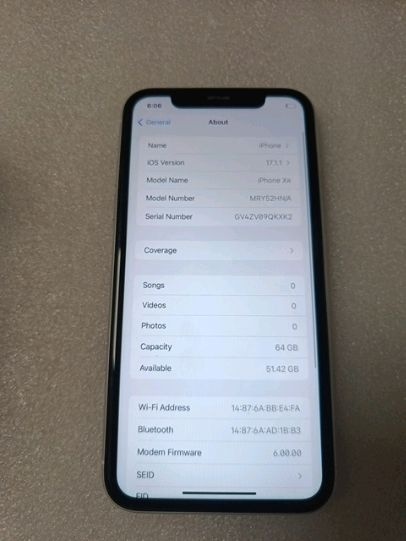 6:06
General About
Name iPhone
iOS Version 17.1.1
Model Name iPhone XR
Model Number MRY52HN/A
Serial Number GV4ZV09QKXK2
Coverage
Songs 0
Videos 0
Photos 0
Capacity 64 GB
Available 51.42 GB
Wi-Fi Address 14:87:6A:BB:E4:FA
Bluetooth 14:87:6A:AD:1B:B3
Modem Firmware 6.00.00
SEID
EID